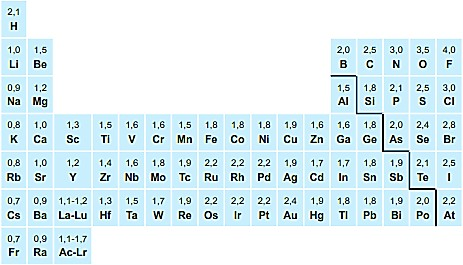 2,1
H
1,0 1,5 2,0 2,5 3,0 3,5 4,0
Li Be B C N O F
0,9 1,2 1,5 1,8 2,1 2,5 3,0
Na Mg Al Si P S Cl
0,8 1,0 1,3 1,5 1,6 1,6 1,5 1,8 1,8 1,8 1,9 1,6 1,6 1,8 2,0 2,4 2,8
K Ca Sc Ti V Cr Mn Fe Co Ni Cu Zn Ga Ge As Se Br
0,8 1,0 1,2 1,4 1,6 1,8 1,9 2,2 2,2 2,2 1,9 1,7 1,7 1,8 1,9 2,1 2,5
Rb Sr Y Zr Nb Mo Tc Ru Rh Pd Ag Cd In Sn Sb Te I
0,7 0,9 1,1-1,2 1,3 1,5 1,7 1,9 2,2 2,2 2,2 2,4 1,9 1,8 1,8 1,9 2,0 2,2
Cs Ba La-Lu Hf Ta W Re Os Ir Pt Au Hg Tl Pb Bi Po At
0,7 0,9 1,1-1,7
Fr Ra Ac-Lr